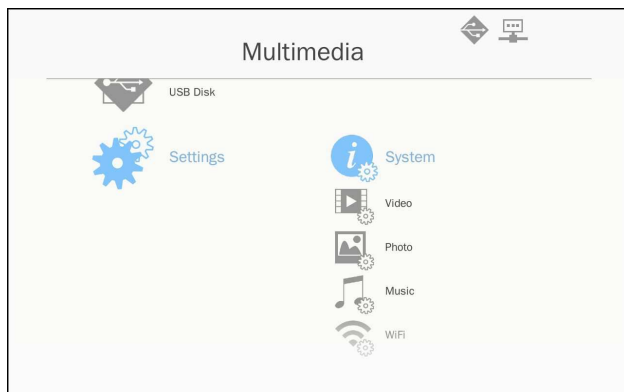 Multimedia
USB Disk
Settings
System
Video
Photo
Music
WiFi